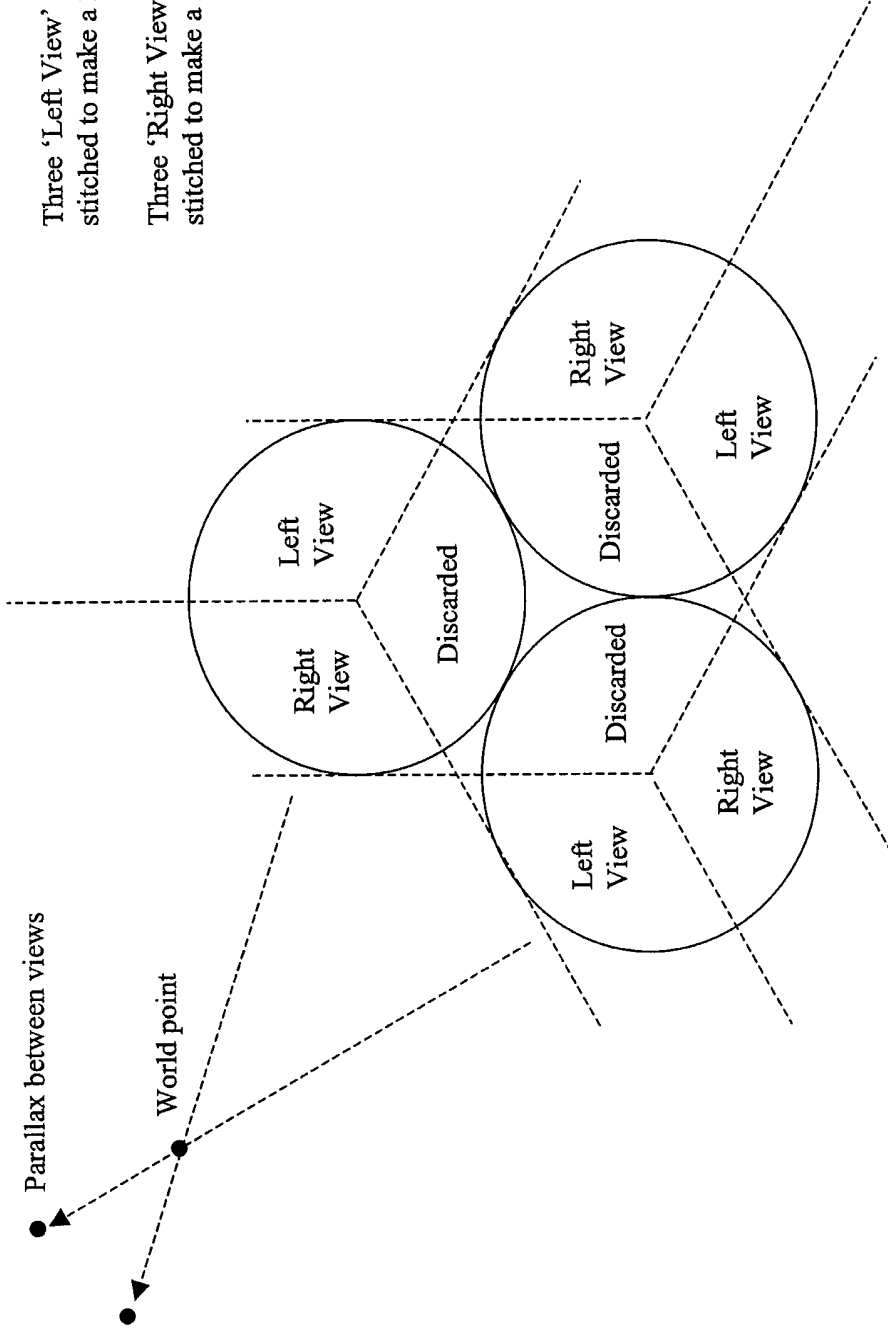 Three ‘Left View’
stitched to make a
Three ‘Right View
stitched to make a
Parallax between views
World point
Right
View
Left
View
Discarded
Left
View
Discarded
Right
View
Discarded
Right
View
Left
View